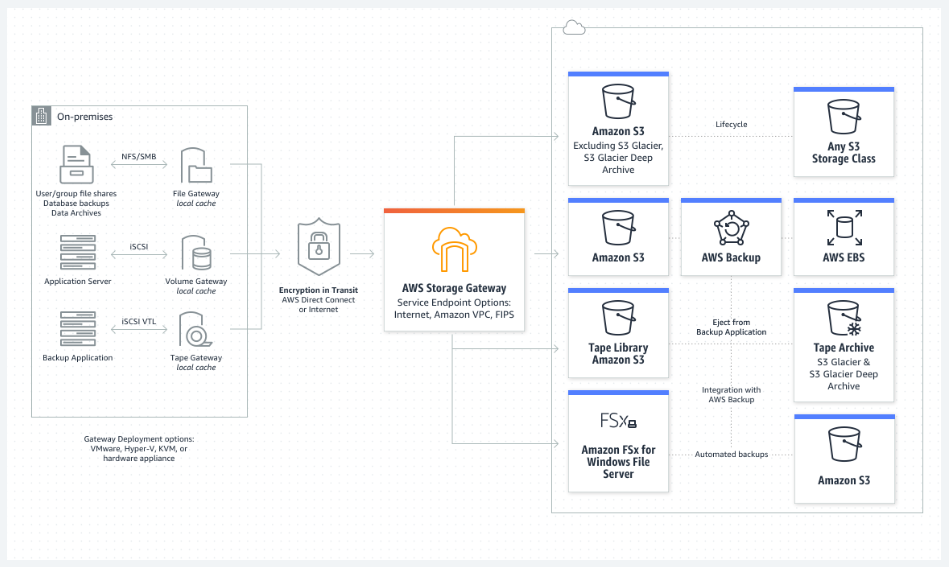 On-premises
NFS/SMB
User/group file shares
Database backups
Data Archives
File Gateway
local cache
iSCSI
Application Server
Volume Gateway
local cache
iSCSI VTL
Backup Application
Tape Gateway
local cache
Gateway Deployment options:
VMware, Hyper-V, KVM, or
hardware appliance
Encryption in Transit
AWS Direct Connect
or Internet
AWS Storage Gateway
Service Endpoint Options:
Internet, Amazon VPC, FIPS
Amazon S3
Excluding S3 Glacier,
S3 Glacier Deep
Archive
Lifecycle
Any S3
Storage Class
Amazon S3
AWS Backup
AWS EBS
Tape Library
Amazon S3
Eject from
Backup Application
Tape Archive
S3 Glacier &
S3 Glacier Deep
Archive
Integration with
AWS Backup
FSx
Amazon FSx for
Windows File
Server
Automated backups
Amazon S3